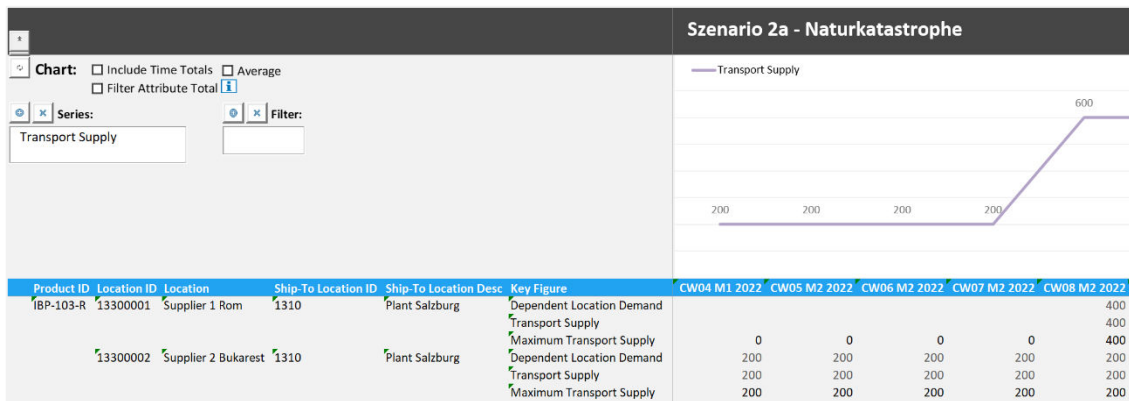 Szenario 2a - Naturkatastrophe
Chart: Include Time Totals Average
Filter Attribute Total i
Series: Filter:
Transport Supply
Transport Supply
600
200 200 200 200
Product ID Location ID Location Ship-To Location ID Ship-To Location Desc Key Figure CW04 M1 2022 CW05 M2 2022 CW06 M2 2022 CW07 M2 2022 CW08 M2 2022
IBP-103-R 13300001 Supplier 1 Rom 1310 Plant Salzburg Dependent Location Demand 400
Transport Supply 400
Maximum Transport Supply 0 0 0 0 400
13300002 Supplier 2 Bukarest 1310 Plant Salzburg Dependent Location Demand 200 200 200 200 200
Transport Supply 200 200 200 200 200
Maximum Transport Supply 200 200 200 200 200